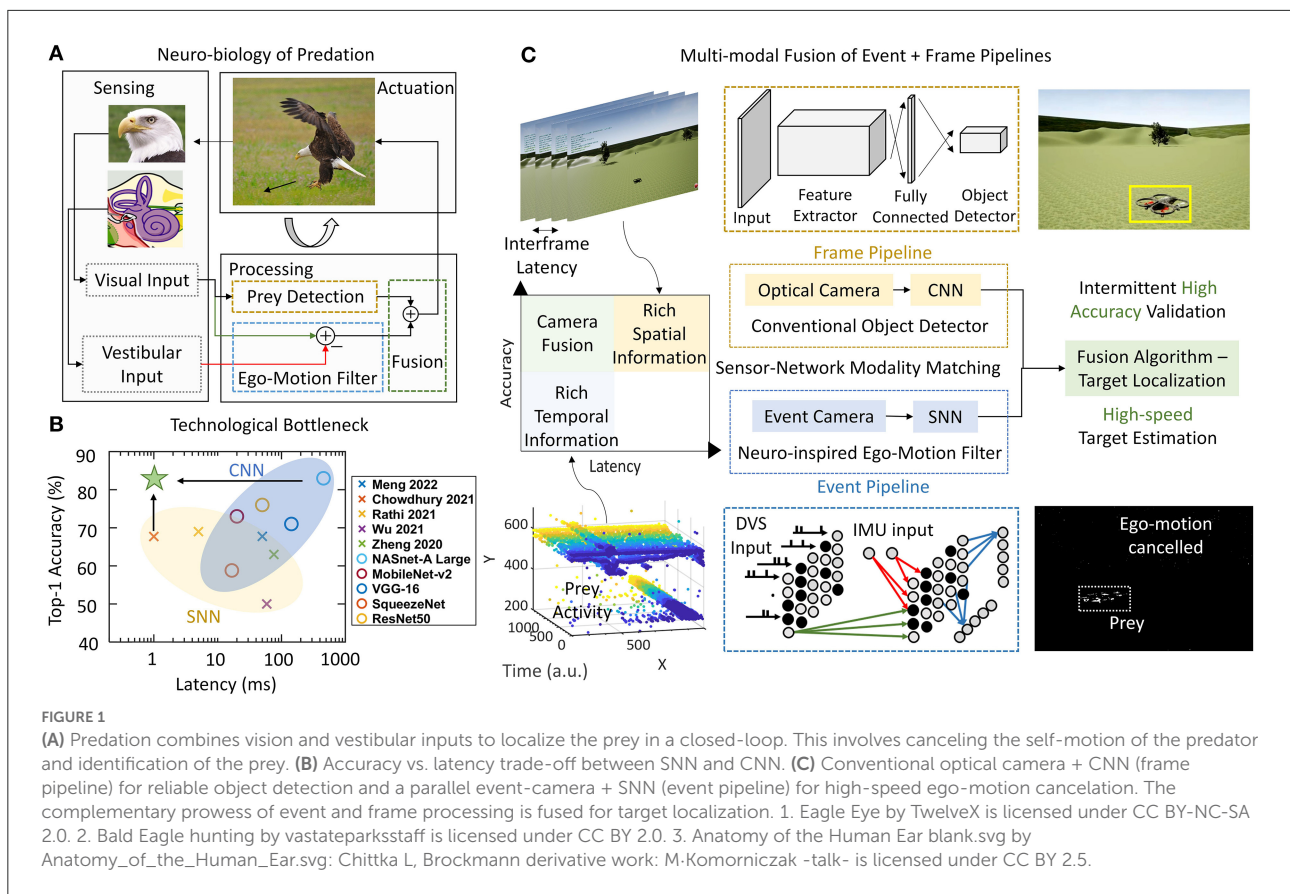 A
Neuro-biology of Predation
Sensing
Actuation
Processing
Visual Input
Prey Detection
Vestibular
Input
Ego-Motion Filter
Fusion
B
Technological Bottleneck
90
80
70
60
50
40
Top-1 Accuracy (%)
CNN
SNN
1
10
100
1000
Latency (ms)
Meng 2022
Chowdhury 2021
Rathi 2021
Wu 2021
Zheng 2020
NASnet-A Large
MobileNet-v2
VGG-16
SqueezeNet
ResNet50
C
Multi-modal Fusion of Event + Frame Pipelines
Interframe
Latency
Input
Feature
Extractor
Fully
Connected
Object
Detector
Frame Pipeline
Optical Camera
CNN
Conventional Object Detector
Sensor-Network Modality Matching
Event Camera
SNN
Neuro-inspired Ego-Motion Filter
Event Pipeline
Accuracy
Camera
Fusion
Rich
Spatial
Information
Rich
Temporal
Information
Latency
Intermittent High
Accuracy Validation
Fusion Algorithm –
Target Localization
High-speed
Target Estimation
600
400
200
Y
Prey
Activity
1000
500
0
500
X
Time (a.u.)
DVS
Input
IMU input
Ego-motion
cancelled
Prey
FIGURE 1
(A) Predation combines vision and vestibular inputs to localize the prey in a closed-loop. This involves canceling the self-motion of the predator
and identification of the prey. (B) Accuracy vs. latency trade-off between SNN and CNN. (C) Conventional optical camera + CNN (frame
pipeline) for reliable object detection and a parallel event-camera + SNN (event pipeline) for high-speed ego-motion cancelation. The
complementary prowess of event and frame processing is fused for target localization. 1. Eagle Eye by TwelveX is licensed under CC BY-NC-SA
2.0. 2. Bald Eagle hunting by vastateparksstaff is licensed under CC BY 2.0. 3. Anatomy of the Human Ear blank.svg by
Anatomy_of_the_Human_Ear.svg: Chittka L, Brockmann derivative work: M·Komorniczak -talk- is licensed under CC BY 2.5.